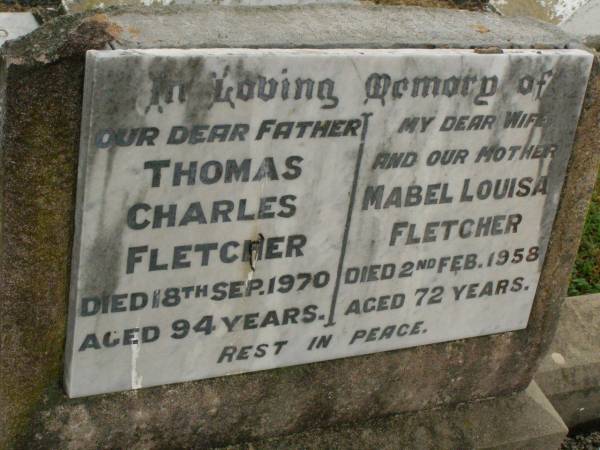 In Loving Memory of
OUR DEAR FATHER
THOMAS
CHARLES
FLETCHER
DIED 18TH SEP. 1970
AGED 94 YEARS.
MY DEAR WIFE
AND OUR MOTHER
MABEL LOUISA
FLETCHER
DIED 2ND FEB. 1958
AGED 72 YEARS.
REST IN PEACE.